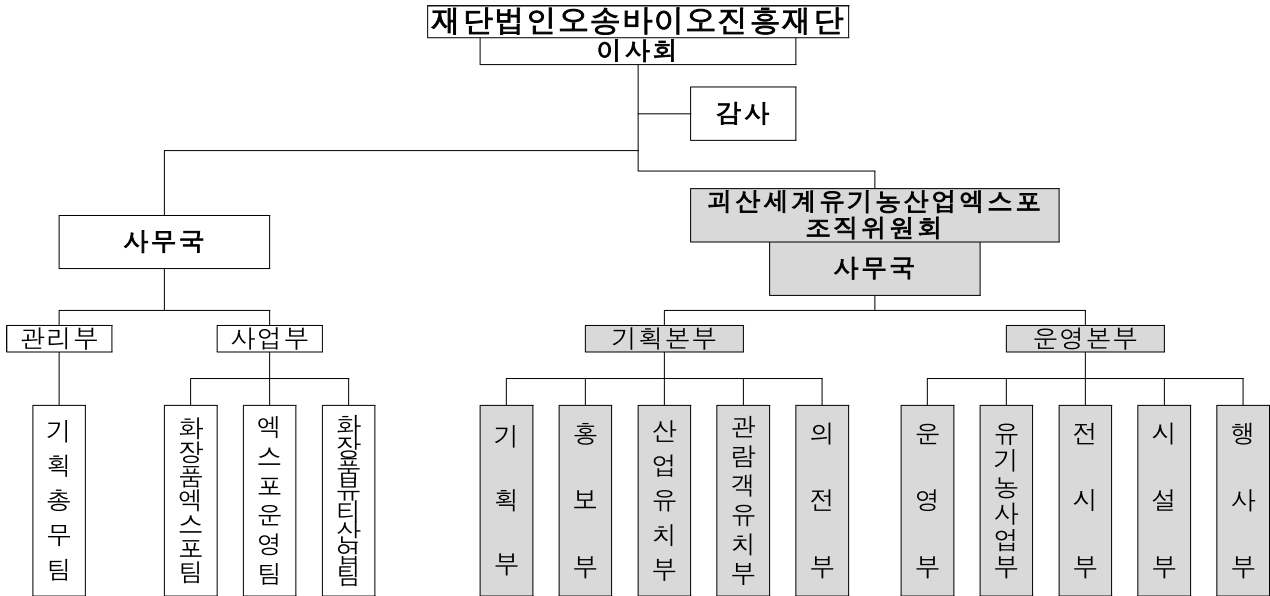 재단법인오송바이오진흥재단
이사회
감사
괴산세계유기농산업엑스포
조직위원회
사무국
사무국
관리부
사업부
기획본부
운영본부
기획총무팀
화장품엑스포팀
엑스포운영팀
화장품뷰티산업팀
기획부
홍보부
산업유치부
관람객유치부
의전부
운영부
유기농사업부
전시부
시설부
행사부